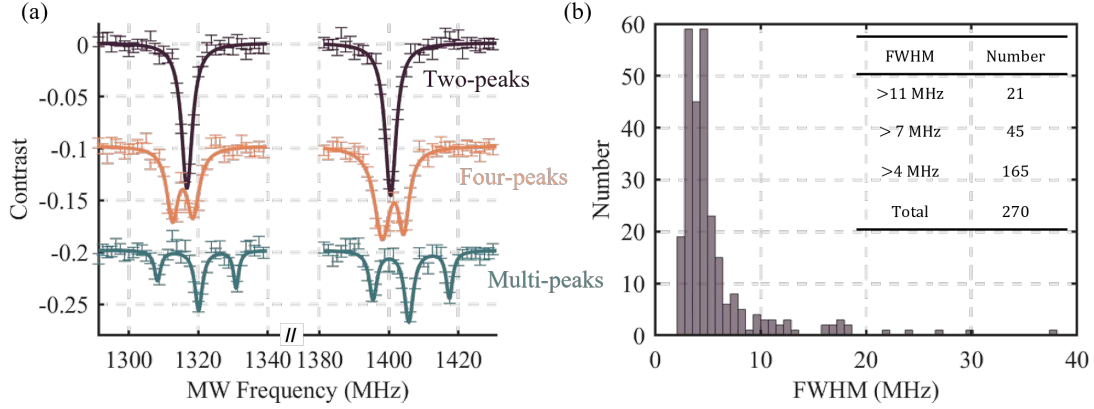 (a)
0
-0.05
-0.1
-0.15
-0.2
-0.25
Contrast
Two-peaks
Four-peaks
Multi-peaks
1300 1320 1340 // 1380 1400 1420
MW Frequency (MHz)
(b)
60
50
40
30
20
10
0
Number
FWHM Number
>11 MHz 21
> 7 MHz 45
>4 MHz 165
Total 270
0 10 20 30 40
FWHM (MHz)